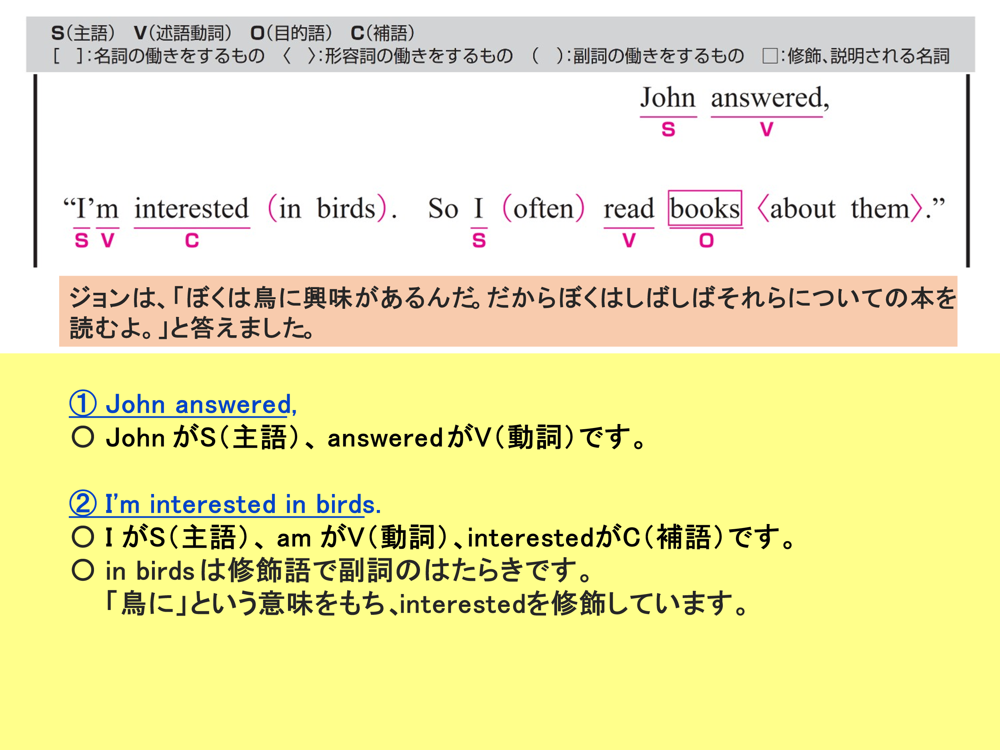 S（主語）　V（述語動詞）　O（目的語）　C（補語）
[　]：名詞の働きをするもの　〈　〉：形容詞の働きをするもの　（　）：副詞の働きをするもの　□：修飾、説明される名詞
John answered,
S V
“I’m interested （in birds）. So I （often） read books 〈about them〉.”
S V C S V O
ジョンは、「ぼくは鳥に興味があるんだ。だからぼくはしばしばそれらについての本を
読むよ。」と答えました。
① John answered,
○ John がS（主語）、answeredがV（動詞）です。
② I’m interested in birds.
○ I がS（主語）、am がV（動詞）、interestedがC（補語）です。
○ in birds は修飾語で副詞のはたらきです。
「鳥に」という意味をもち、interestedを修飾しています。